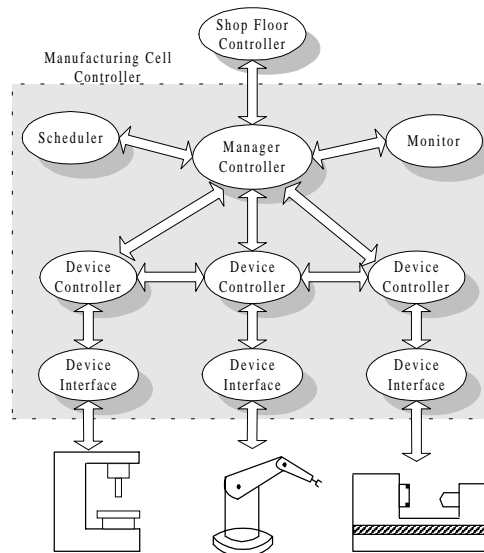 Shop Floor
Controller
Manufacturing Cell
Controller
Scheduler
Manager
Controller
Monitor
Device
Controller
Device
Controller
Device
Controller
Device
Interface
Device
Interface
Device
Interface